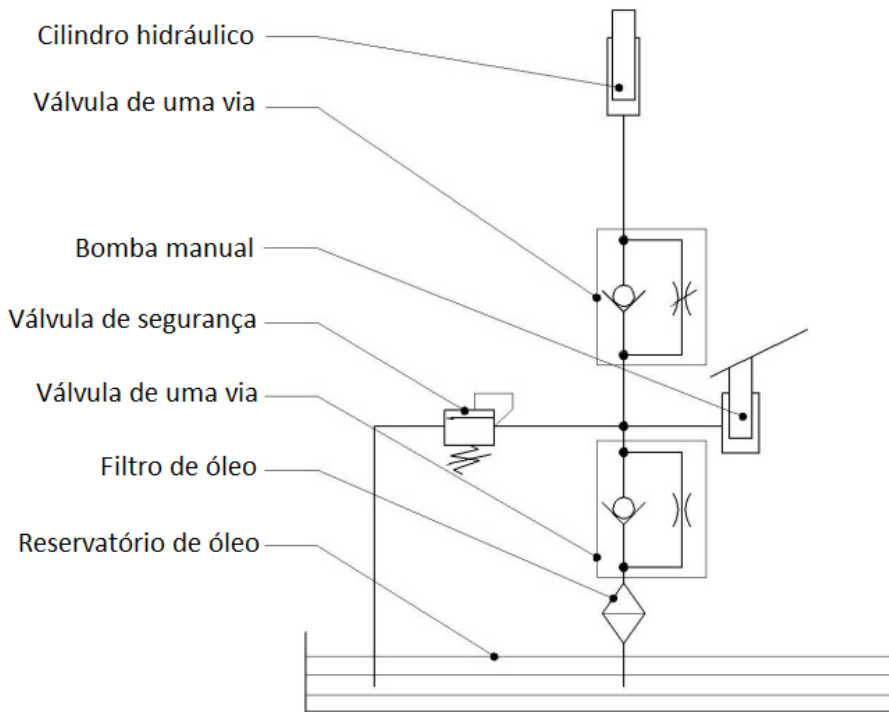 Cilindro hidráulico
Válvula de uma via
Bomba manual
Válvula de segurança
Válvula de uma via
Filtro de óleo
Reservatório de óleo